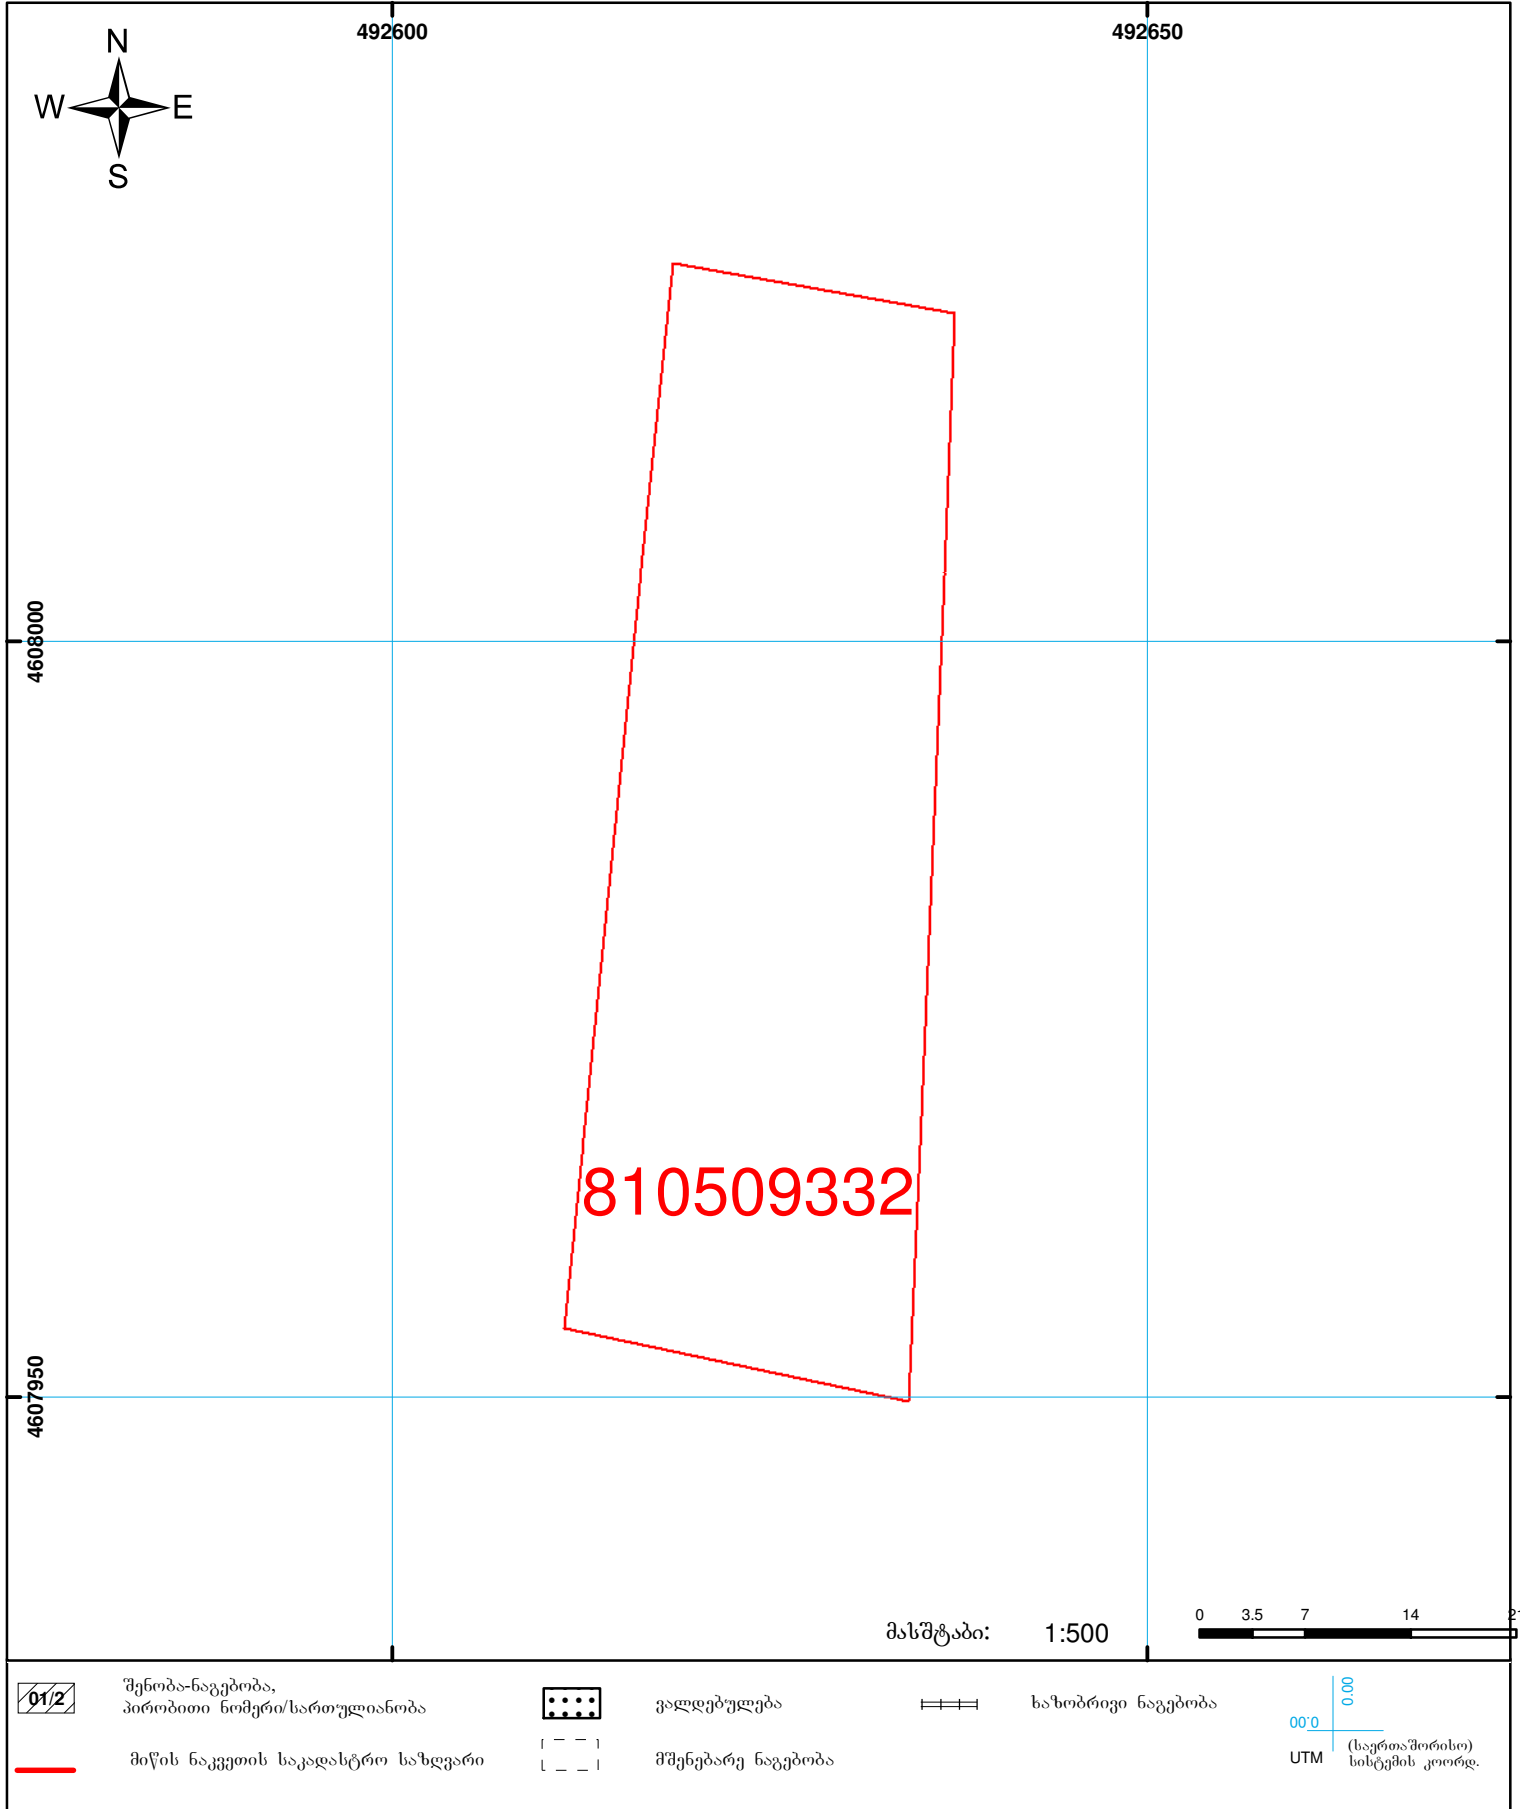 492600
492650
N
W
E
S
4608000
4607950
810509332
მასშტაბი:
1:500
0
3.5
7
14
21
01/2
შენობა-ნაგებობა,
პირობითი ნომერი/სართულიანობა
ვალდებულება
ხაზობრივი ნაგებობა
0.00
0.00
UTM
(საერთაშორისო)
სისტემის კოორდ.
მიწის ნაკვეთის საკადასტრო საზღვარი
მშენებარე ნაგებობა